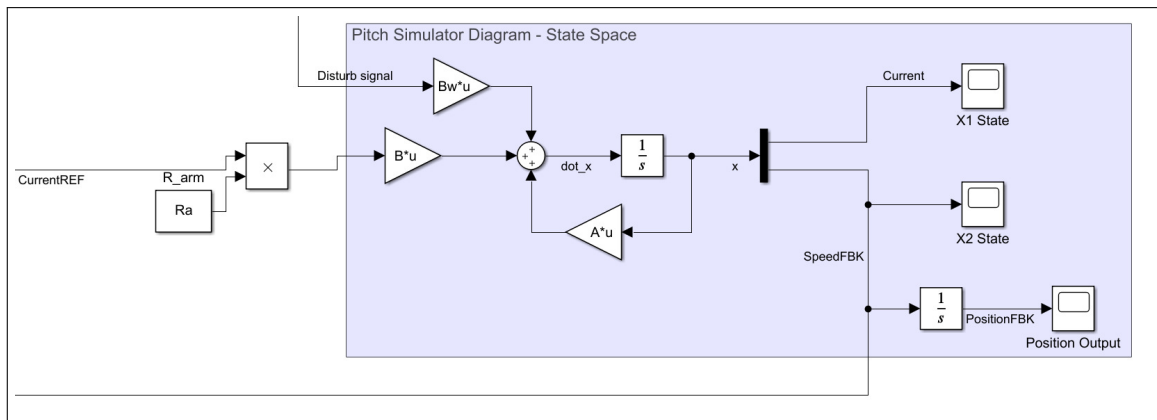 Pitch Simulator Diagram - State Space
Disturb signal
Bw*u
Current
X1 State
B*u
+
+
+
dot_x
1
s
x
×
CurrentREF
R_arm
Ra
A*u
X2 State
SpeedFBK
1
s
PositionFBK
Position Output